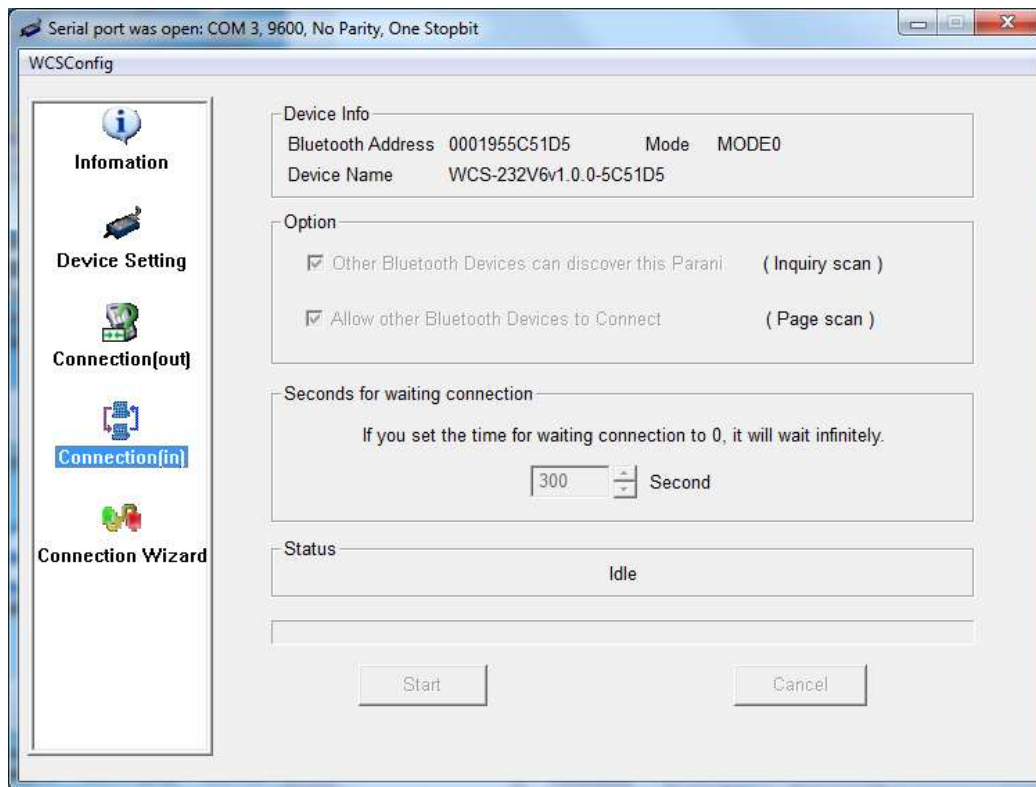 Serial port was open: COM 3, 9600, No Parity, One Stopbit
WCSConfig
Infomation
Device Setting
Connection(out)
Connection(in)
Connection Wizard
Device Info
Bluetooth Address 0001955C51D5 Mode MODE0
Device Name WCS-232V6v1.0.0-5C51D5
Option
Other Bluetooth Devices can discover this Parani ( Inquiry scan )
Allow other Bluetooth Devices to Connect ( Page scan )
Seconds for waiting connection
If you set the time for waiting connection to 0, it will wait infinitely.
300 Second
Status
Idle
Start Cancel